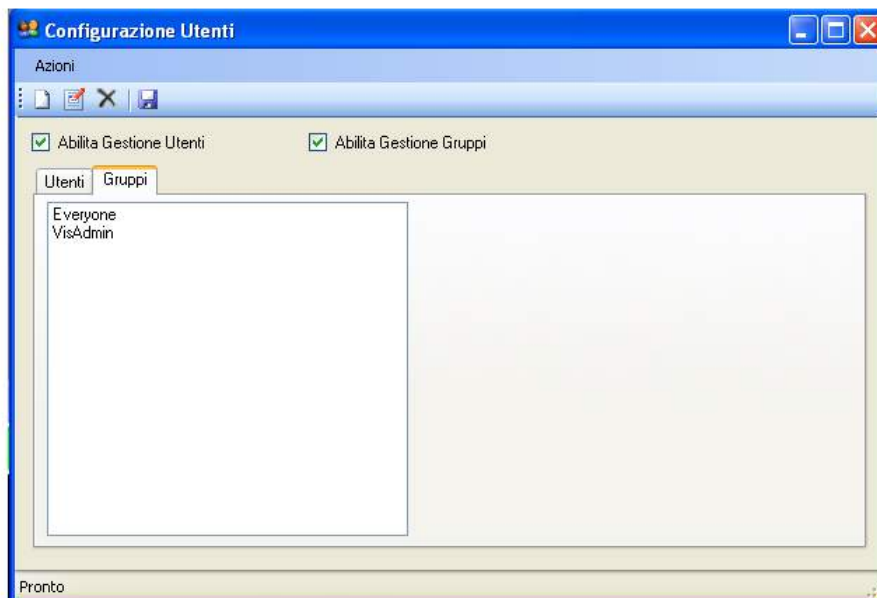 Configurazione Utenti
Azioni
Abilita Gestione Utenti Abilita Gestione Gruppi
Utenti Gruppi
Everyone
VisAdmin
Pronto